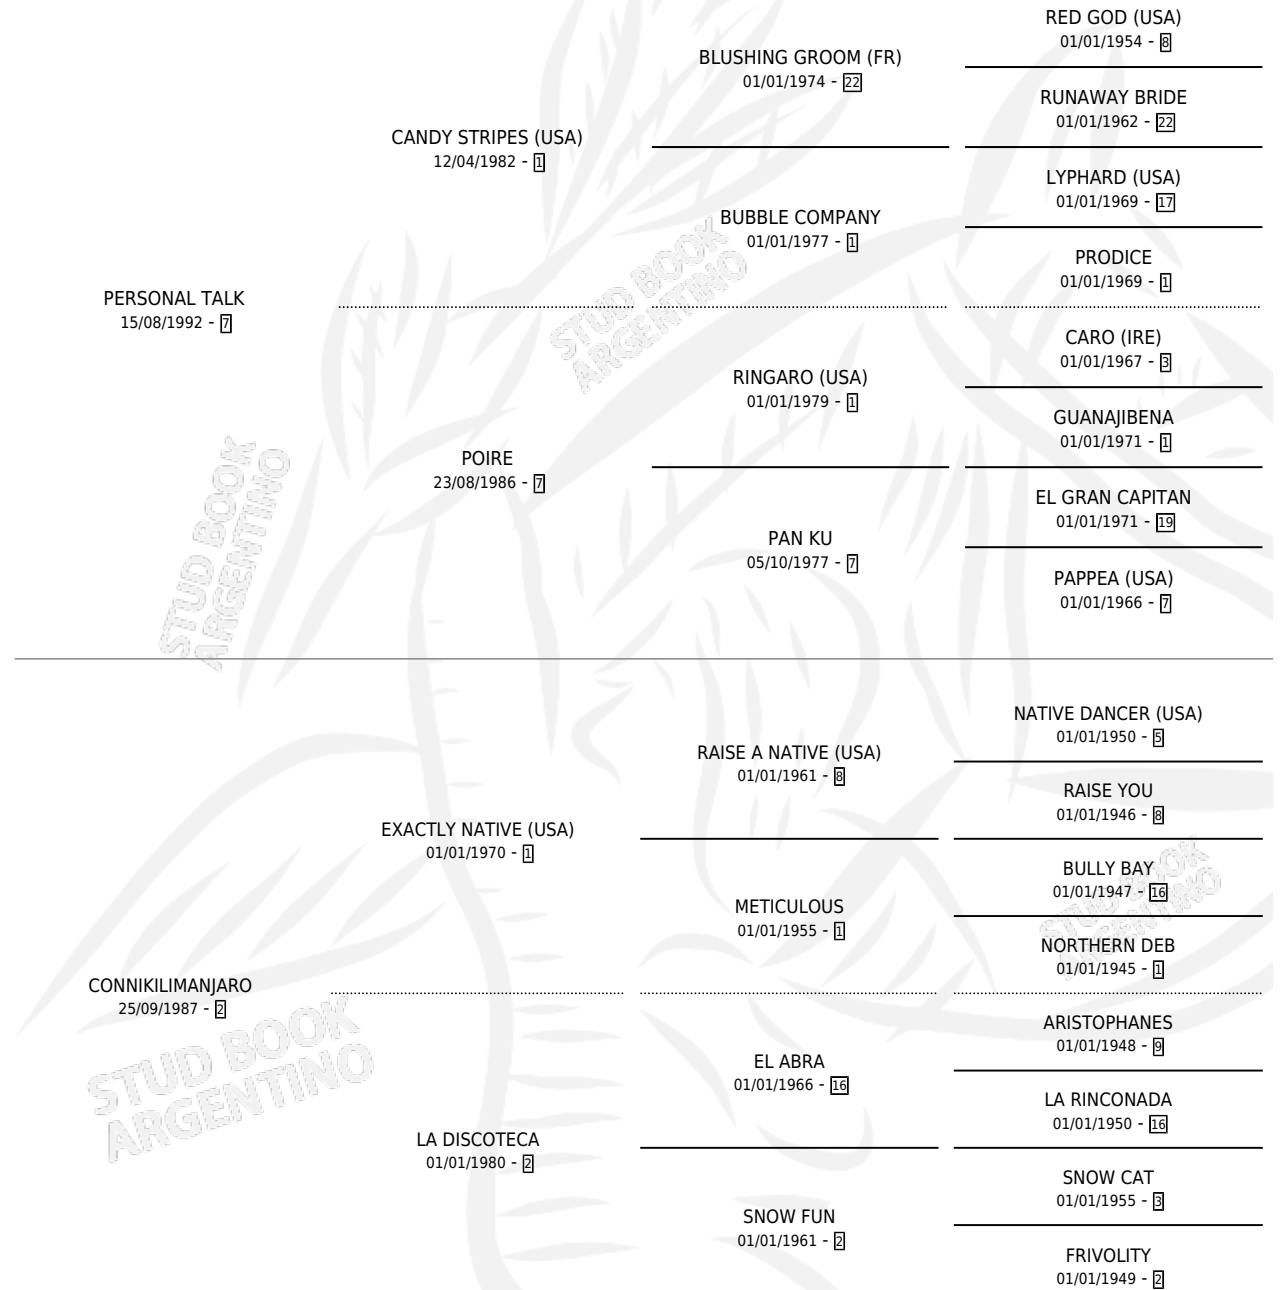 RED GOD (USA)
01/01/1954 - 8
BLUSHING GROOM (FR)
01/01/1974 - 22
RUNAWAY BRIDE
01/01/1962 - 22
CANDY STRIPES (USA)
12/04/1982 - 1
LYPHARD (USA)
01/01/1969 - 17
BUBBLE COMPANY
01/01/1977 - 1
PRODICE
01/01/1969 - 1
PERSONAL TALK
15/08/1992 - 7
STUD BOOK
ARGENTINO
CARO (IRE)
01/01/1967 - 3
RINGARO (USA)
01/01/1979 - 1
GUANAJIBENA
01/01/1971 - 1
POIRE
23/08/1986 - 7
EL GRAN CAPITAN
01/01/1971 - 19
PAN KU
05/10/1977 - 7
PAPPEA (USA)
01/01/1966 - 7
STUD BOOK
ARGENTINO
NATIVE DANCER (USA)
01/01/1950 - 5
RAISE A NATIVE (USA)
01/01/1961 - 8
RAISE YOU
01/01/1946 - 8
EXACTLY NATIVE (USA)
01/01/1970 - 1
BULLY BAY
01/01/1947 - 16
METICULOUS
01/01/1955 - 1
STUD BOOK
ARGENTINO
NORTHERN DEB
01/01/1945 - 1
CONNIKILIMANJARO
25/09/1987 - 2
STUD BOOK
ARGENTINO
ARISTOPHANES
01/01/1948 - 9
EL ABRA
01/01/1966 - 16
LA RINCONADA
01/01/1950 - 16
LA DISCOTECA
01/01/1980 - 2
SNOW CAT
01/01/1955 - 3
SNOW FUN
01/01/1961 - 2
FRIVOLITY
01/01/1949 - 2